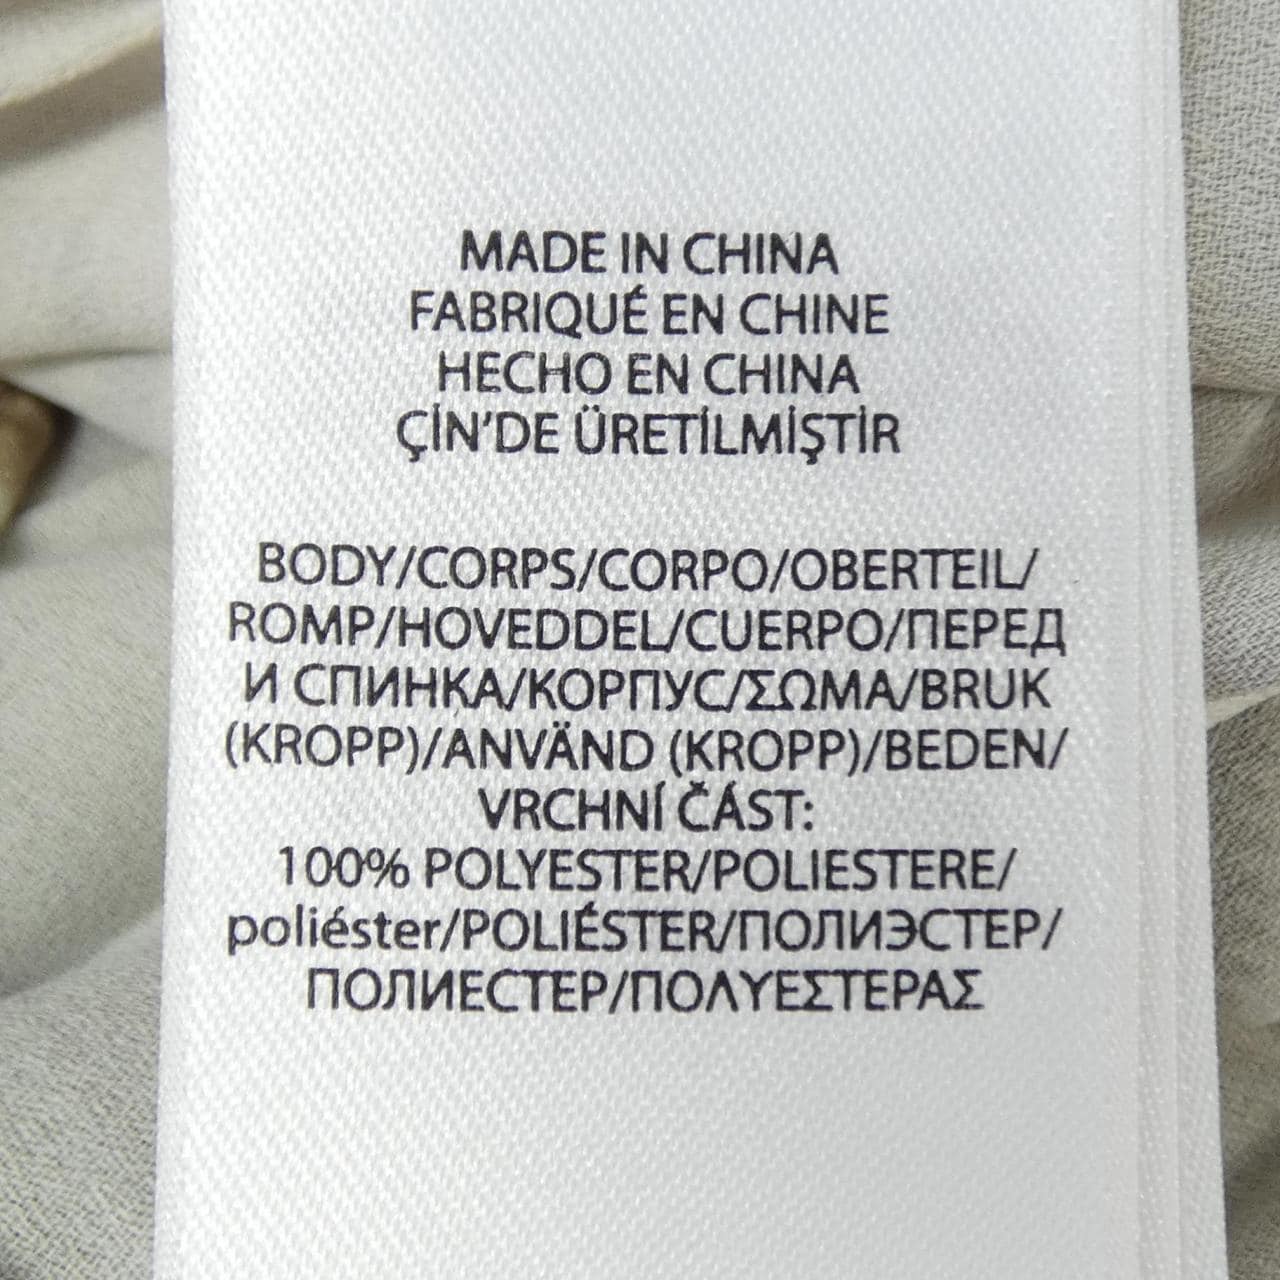 MADE IN CHINA
FABRIQUÉ EN CHINE
HECHO EN CHINA
ÇİN'DE ÜRETİLMİŞTİR
BODY/CORPS/CORPO/OBERTEIL/
ROMP/HOVEDDEL/CUERPO/ПЕРЕД
И СПИНКА/КОРПУС/ΣΩΜΑ/BRUK
(KROPP)/ANVÄND (KROPP)/BEDEN/
VRCHNÍ ČÁST:
100% POLYESTER/POLIESTERE/
poliéster/POLIÉSTER/ПОЛИЭСТЕР/
ПОЛИЕСТЕР/ΠΟΛΥΕΣΤΕΡΑΣ